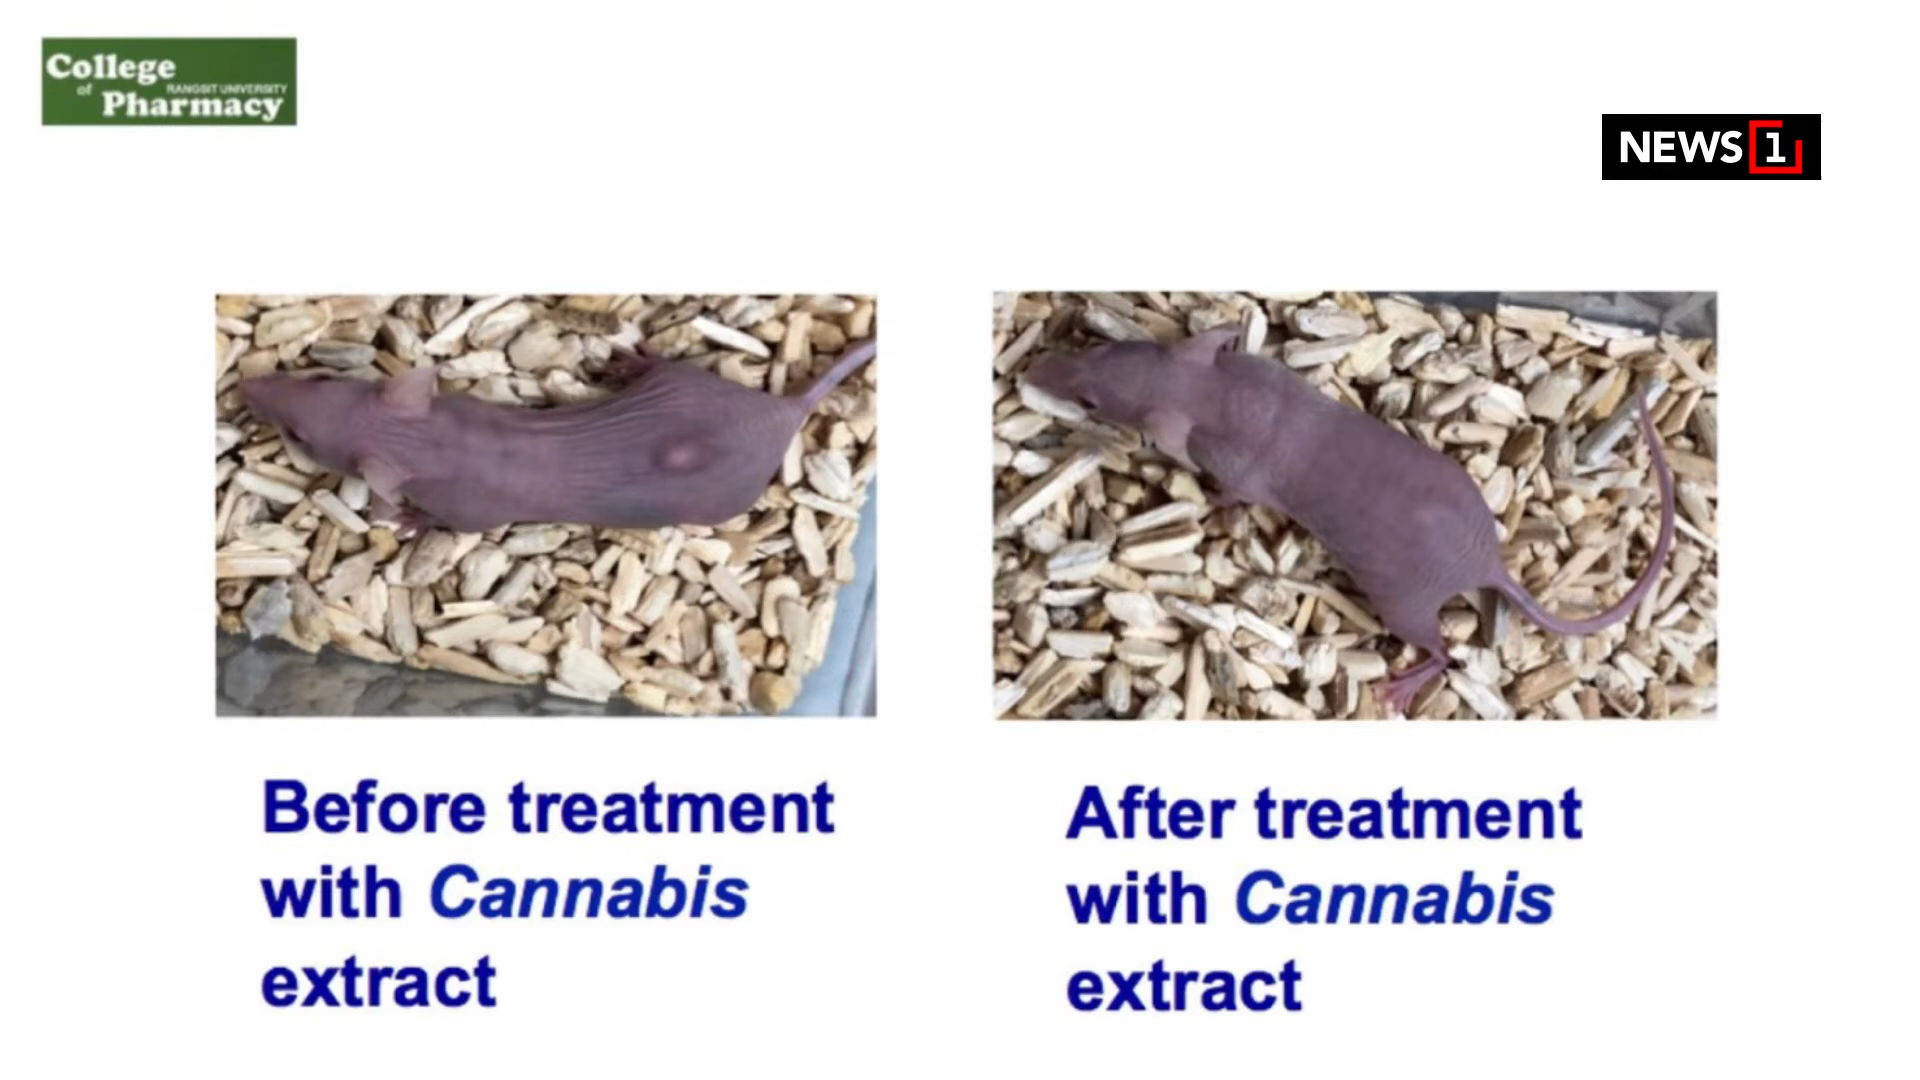 College
of RANGSIT UNIVERSITY
Pharmacy
NEWS 1
Before treatment
with Cannabis
extract
After treatment
with Cannabis
extract